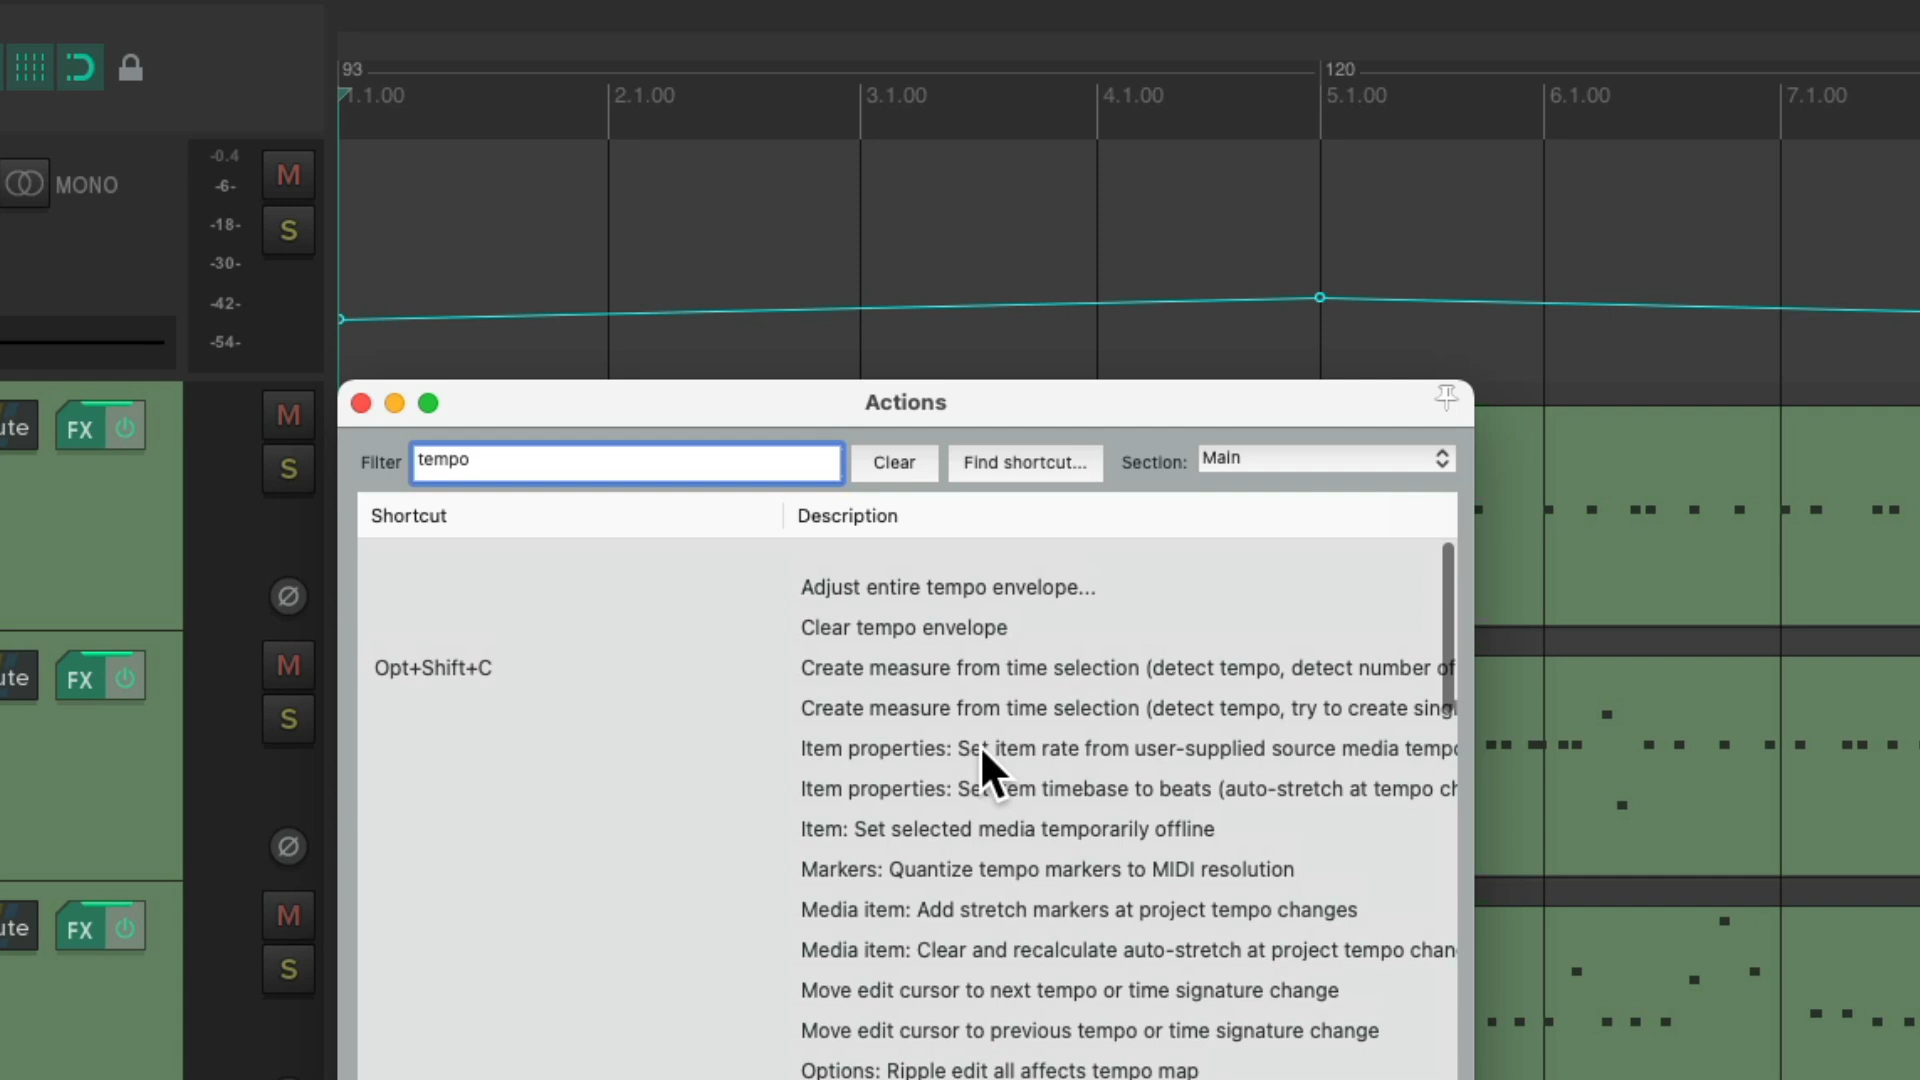 93
120
1.1.00
2.1.00
3.1.00
4.1.00
5.1.00
6.1.00
7.1.00
MONO
-0.4
-6-
-18-
-30-
-42-
-54-
M
S
ute
FX
M
S
Ø
ute
FX
M
S
Ø
ute
FX
M
S
Actions
Filter
tempo
Clear
Find shortcut...
Section:
Main
Shortcut
Description
Adjust entire tempo envelope...
Clear tempo envelope
Opt+Shift+C
Create measure from time selection (detect tempo, detect number of
Create measure from time selection (detect tempo, try to create singl
Item properties: Set item rate from user-supplied source media tempo
Item properties: Set item timebase to beats (auto-stretch at tempo ch
Item: Set selected media temporarily offline
Markers: Quantize tempo markers to MIDI resolution
Media item: Add stretch markers at project tempo changes
Media item: Clear and recalculate auto-stretch at project tempo chan
Move edit cursor to next tempo or time signature change
Move edit cursor to previous tempo or time signature change
Options: Ripple edit all affects tempo map